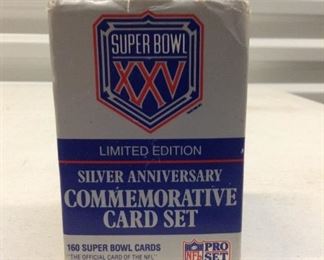 SUPER BOWL
XXV
LIMITED EDITION
SILVER ANNIVERSARY
COMMEMORATIVE
CARD SET
160 SUPER BOWL CARDS
"THE OFFICIAL CARD OF THE NFL"
NFL PRO
SET